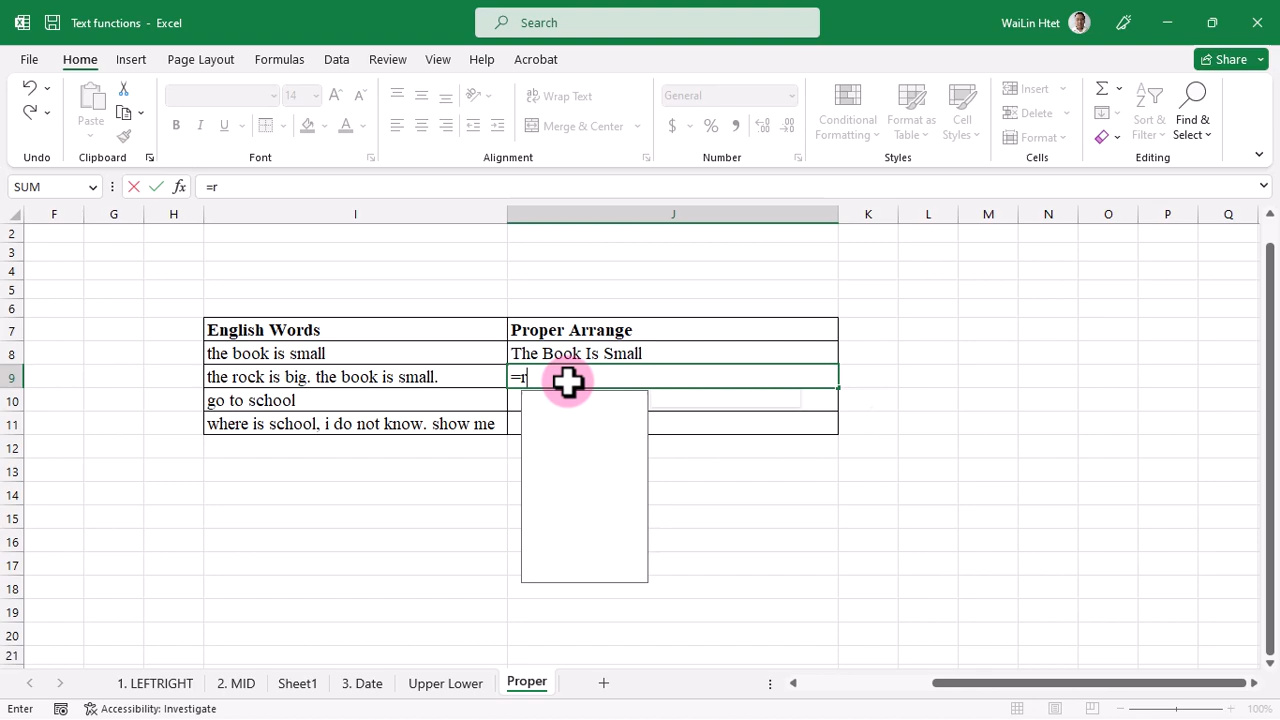 Text functions - Excel
Search
WaiLin Htet
File Home Insert Page Layout Formulas Data Review View Help Acrobat
Share
Paste
14
B I U
A
Wrap Text
Merge & Center
General
$ % ,
Conditional Formatting
Format as Table
Cell Styles
Insert
Delete
Format
Sort & Filter
Find & Select
Undo Clipboard Font Alignment Number Styles Cells Editing
SUM fx =r
F G H I J K L M N O P Q
2
3
4
5
6
7 English Words Proper Arrange
8 the book is small The Book Is Small
9 the rock is big. the book is small. =r
10 go to school
11 where is school, i do not know. show me
12
13
14
15
16
17
18
19
20
21
1. LEFTRIGHT 2. MID Sheet1 3. Date Upper Lower Proper
Enter Accessibility: Investigate 100%